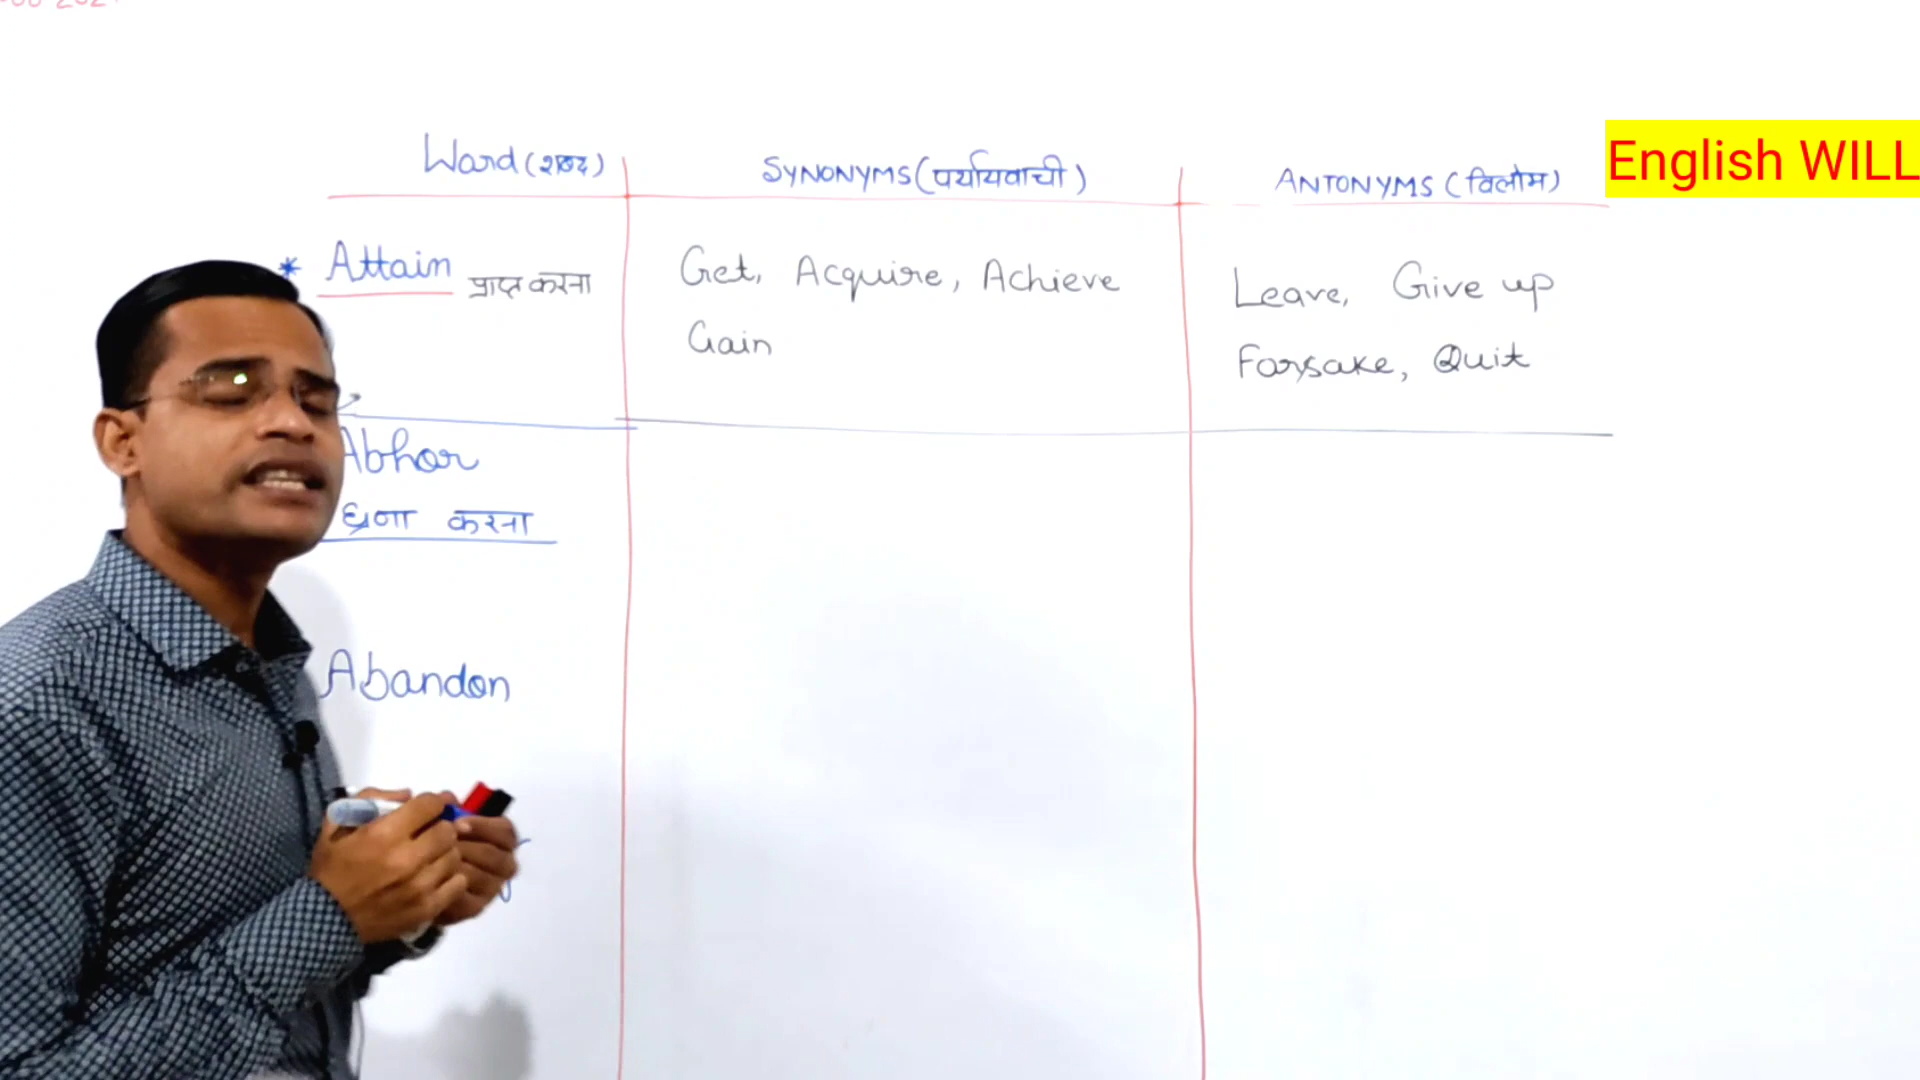 Word (शब्द)
SYNONYMS (पर्यायवाची)
ANTONYMS (विलोम)
English WILL
* Attain प्राप्त करना
Get, Acquire, Achieve
Gain
Leave, Give up
Forsake, Quit
Abhor
घृणा करना
Abandon